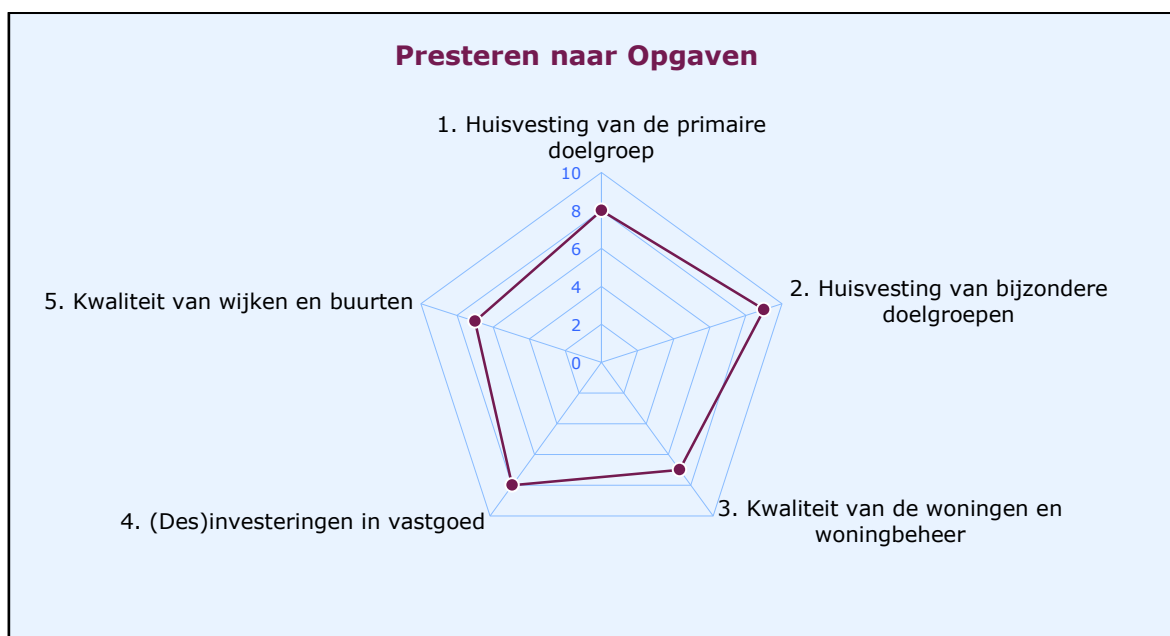 Presteren naar Opgaven
1. Huisvesting van de primaire
doelgroep
10
8
6
4
2
0
2. Huisvesting van bijzondere
doelgroepen
3. Kwaliteit van de woningen en
woningbeheer
4. (Des)investeringen in vastgoed
5. Kwaliteit van wijken en buurten